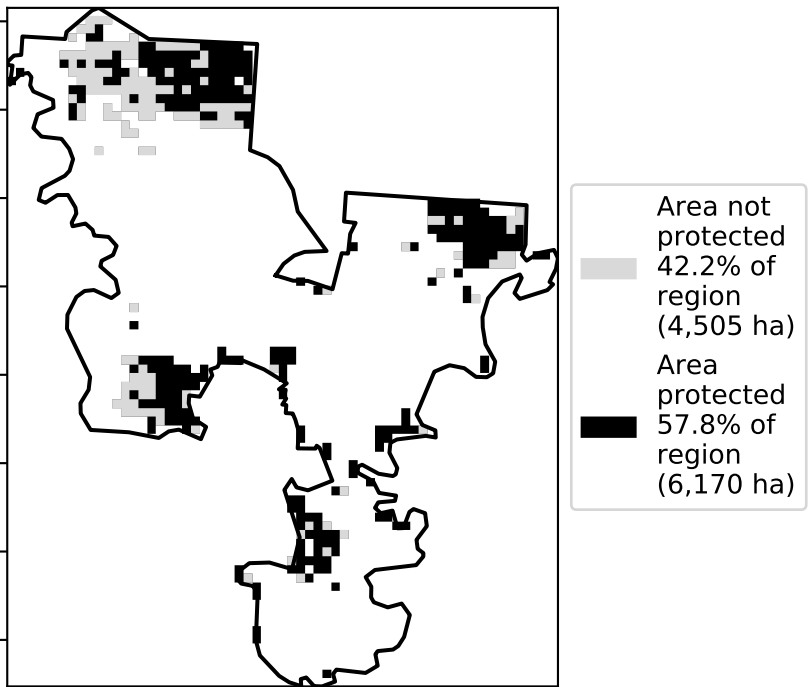 Area not
protected
42.2% of
region
(4,505 ha)
Area
protected
57.8% of
region
(6,170 ha)